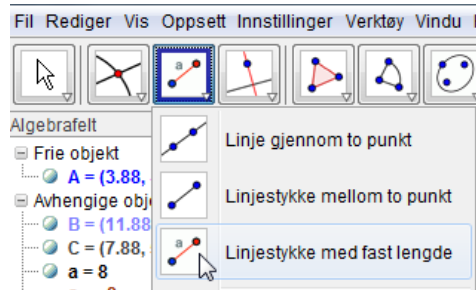 Fil Rediger Vis Oppsett Innstillinger Verktøy Vindu
a
Algebrafelt
Frie objekt
A = (3.88,
Avhengige obje
B = (11.88
C = (7.88,
a = 8
Linje gjennom to punkt
Linjestykke mellom to punkt
a
Linjestykke med fast lengde